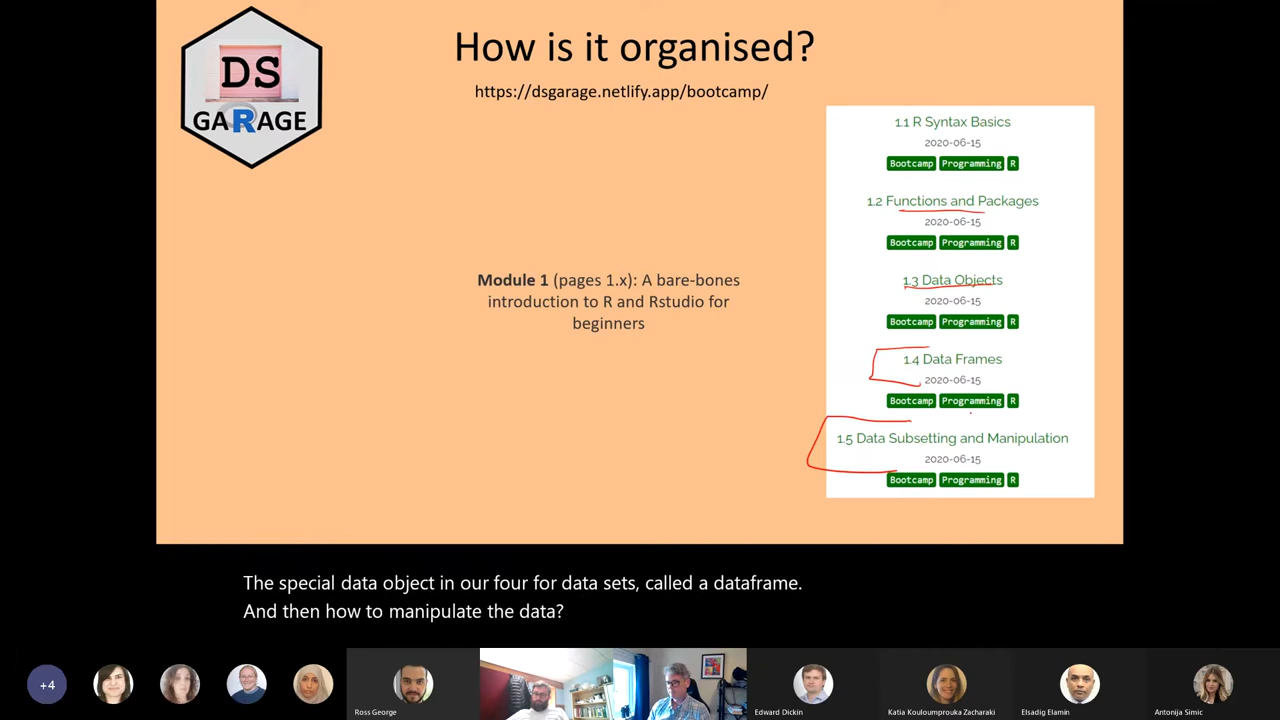 DS
GARAGE
How is it organised?
https://dsgarage.netlify.app/bootcamp/
1.1 R Syntax Basics
2020-06-15
Bootcamp Programming R
1.2 Functions and Packages
2020-06-15
Bootcamp Programming R
Module 1 (pages 1.x): A bare-bones
introduction to R and Rstudio for
beginners
1.3 Data Objects
2020-06-15
Bootcamp Programming R
1.4 Data Frames
2020-06-15
Bootcamp Programming R
1.5 Data Subsetting and Manipulation
2020-06-15
Bootcamp Programming R
The special data object in our four for data sets, called a dataframe.
And then how to manipulate the data?
+4
Ross George
Edward Dickin
Katia Kouloumprouka Zacharaki
Elsadig Elamin
Antonija Simic